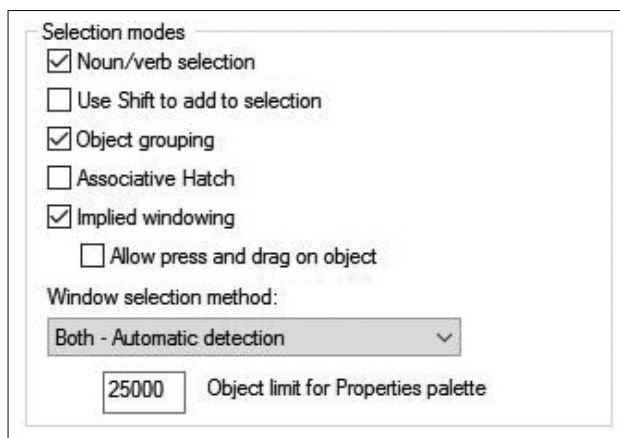 Selection modes
Noun/verb selection
Use Shift to add to selection
Object grouping
Associative Hatch
Implied windowing
Allow press and drag on object
Window selection method:
Both - Automatic detection
25000 Object limit for Properties palette